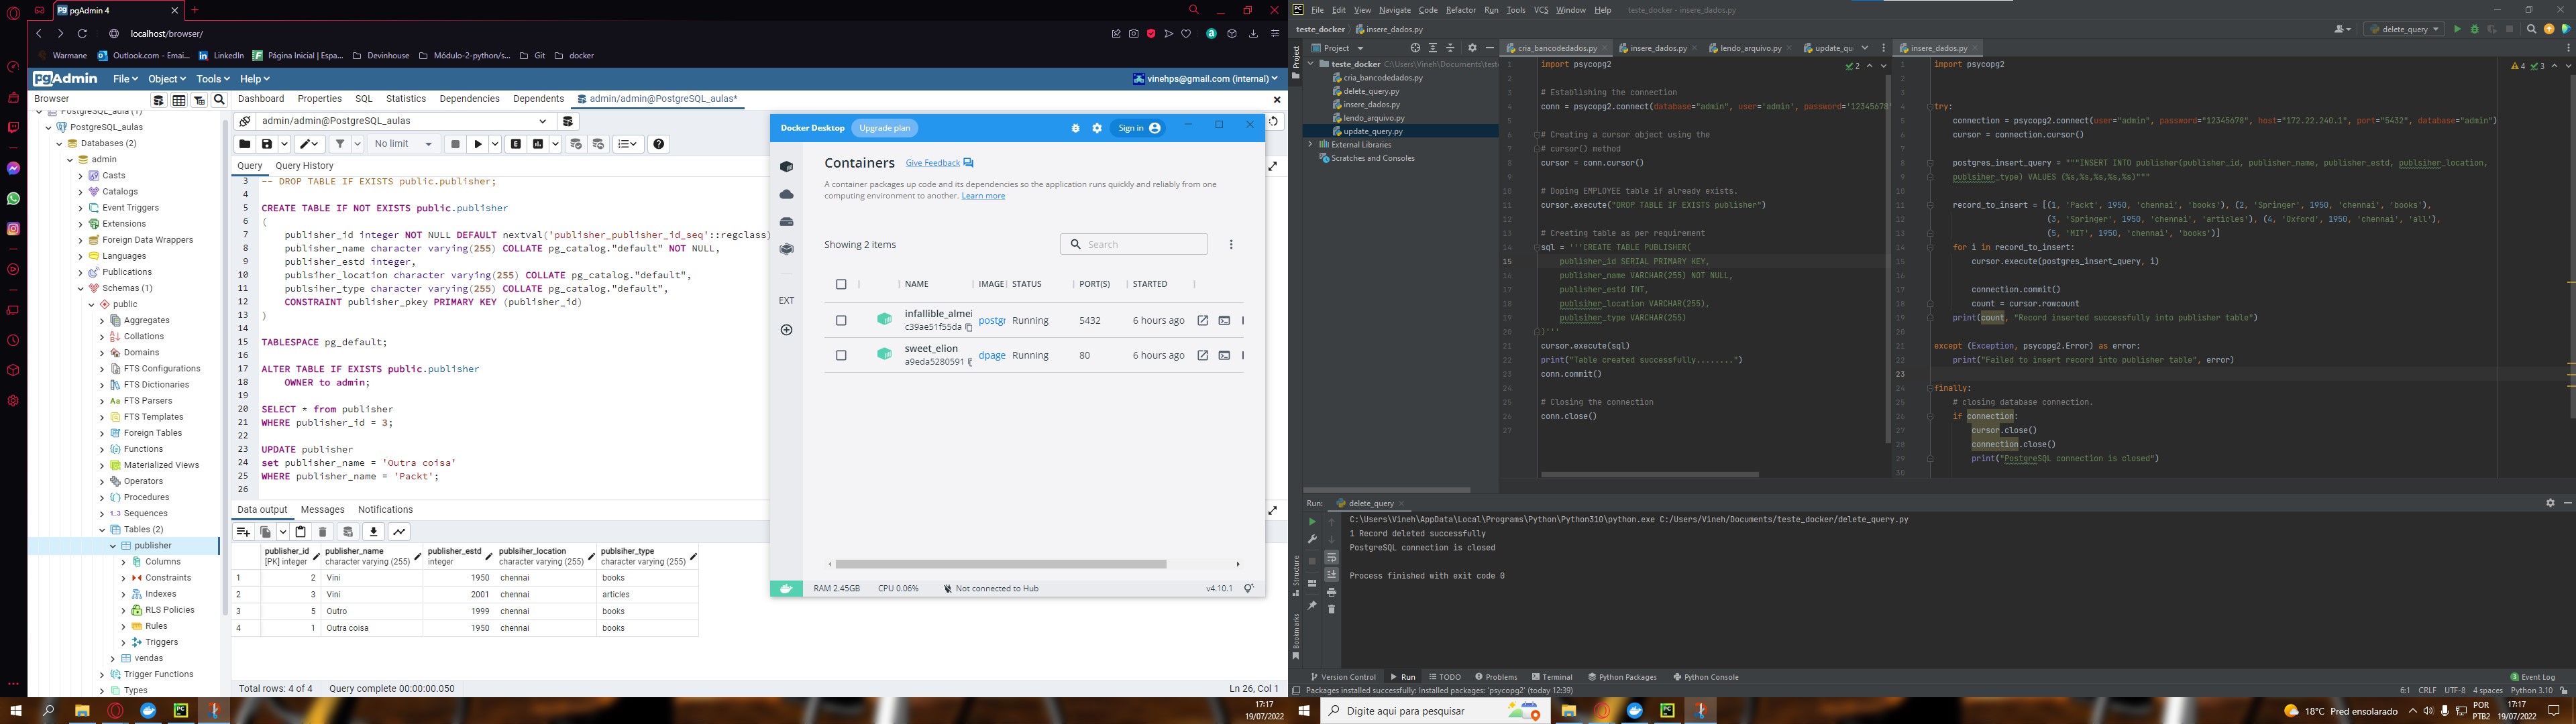 pgAdmin 4
localhost/browser/
Warmane
Outlook.com - Emai...
LinkedIn
Página Inicial | Espa...
Devinhouse
Módulo-2-python/s...
Git
docker
pgAdmin
File
Object
Tools
Help
vinehps@gmail.com (internal)
Browser
Dashboard
Properties
SQL
Statistics
Dependencies
Dependents
admin/admin@PostgreSQL_aulas*
PostgreSQL_aulas
Databases (2)
admin
Casts
Catalogs
Event Triggers
Extensions
Foreign Data Wrappers
Languages
Publications
Schemas (1)
public
Aggregates
Collations
Domains
FTS Configurations
FTS Dictionaries
FTS Parsers
FTS Templates
Foreign Tables
Functions
Materialized Views
Operators
Procedures
Sequences
Tables (2)
publisher
Columns
Constraints
Indexes
RLS Policies
Rules
Triggers
vendas
Trigger Functions
Types
admin/admin@PostgreSQL_aulas
No limit
Query
Query History
3 -- DROP TABLE IF EXISTS public.publisher;
4
5 CREATE TABLE IF NOT EXISTS public.publisher
6 (
7 publisher_id integer NOT NULL DEFAULT nextval('publisher_publisher_id_seq'::regclass)
8 publisher_name character varying(255) COLLATE pg_catalog."default" NOT NULL,
9 publisher_estd integer,
10 publsiher_location character varying(255) COLLATE pg_catalog."default",
11 publsiher_type character varying(255) COLLATE pg_catalog."default",
12 CONSTRAINT publisher_pkey PRIMARY KEY (publisher_id)
13 )
14
15 TABLESPACE pg_default;
16
17 ALTER TABLE IF EXISTS public.publisher
18 OWNER to admin;
19
20 SELECT * from publisher
21 WHERE publisher_id = 3;
22
23 UPDATE publisher
24 set publisher_name = 'Outra coisa'
25 WHERE publisher_name = 'Packt';
26
Data output
Messages
Notifications
publisher_id [PK] integer
publisher_name character varying (255)
publisher_estd integer
publsiher_location character varying (255)
publsiher_type character varying (255)
1 2 Vini 1950 chennai books
2 3 Vini 2001 chennai articles
3 5 Outro 1999 chennai books
4 1 Outra coisa 1950 chennai books
Total rows: 4 of 4
Query complete 00:00:00.050
Ln 26, Col 1
Docker Desktop
Upgrade plan
Sign in
Containers
Give Feedback
A container packages up code and its dependencies so the application runs quickly and reliably from one
computing environment to another. Learn more
Showing 2 items
Search
NAME IMAGE STATUS PORT(S) STARTED
infallible_almei
c39ae51f55da
postgr Running 5432 6 hours ago
sweet_elion
a9eda5280591
dpage Running 80 6 hours ago
EXT
RAM 2.45GB
CPU 0.06%
Not connected to Hub
v4.10.1
17:17
19/07/2022
File
Edit
View
Navigate
Code
Refactor
Run
Tools
VCS
Window
Help
teste_docker - insere_dados.py
teste_docker
insere_dados.py
delete_query
Project
Project
teste_docker C:\Users\Vineh\Documents\teste
cria_bancodedados.py
delete_query.py
insere_dados.py
lendo_arquivo.py
update_query.py
External Libraries
Scratches and Consoles
cria_bancodedados.py
insere_dados.py
lendo_arquivo.py
update_qu
insere_dados.py
2
1 import psycopg2
2
3 # Establishing the connection
4 conn = psycopg2.connect(database="admin", user='admin', password='12345678'
5
6 # Creating a cursor object using the
7 # cursor() method
8 cursor = conn.cursor()
9
10 # Doping EMPLOYEE table if already exists.
11 cursor.execute("DROP TABLE IF EXISTS publisher")
12
13 # Creating table as per requirement
14 sql = '''CREATE TABLE PUBLISHER(
15 publisher_id SERIAL PRIMARY KEY,
16 publisher_name VARCHAR(255) NOT NULL,
17 publisher_estd INT,
18 publsiher_location VARCHAR(255),
19 publsiher_type VARCHAR(255)
20 )'''
21 cursor.execute(sql)
22 print("Table created successfully........")
23 conn.commit()
24
25 # Closing the connection
26 conn.close()
27
4 3
1 import psycopg2
2
3
4 try:
5 connection = psycopg2.connect(user="admin", password="12345678", host="172.22.240.1", port="5432", database="admin")
6 cursor = connection.cursor()
7
8 postgres_insert_query = """INSERT INTO publisher(publisher_id, publisher_name, publisher_estd, publsiher_location,
9 publsiher_type) VALUES (%s,%s,%s,%s,%s)"""
10
11 record_to_insert = [(1, 'Packt', 1950, 'chennai', 'books'), (2, 'Springer', 1950, 'chennai', 'books'),
12 (3, 'Springer', 1950, 'chennai', 'articles'), (4, 'Oxford', 1950, 'chennai', 'all'),
13 (5, 'MIT', 1950, 'chennai', 'books')]
14 for i in record_to_insert:
15 cursor.execute(postgres_insert_query, i)
16
17 connection.commit()
18 count = cursor.rowcount
19 print(count, "Record inserted successfully into publisher table")
20
21 except (Exception, psycopg2.Error) as error:
22 print("Failed to insert record into publisher table", error)
23
24 finally:
25 # closing database connection.
26 if connection:
27 cursor.close()
28 connection.close()
29 print("PostgreSQL connection is closed")
30
Run:
delete_query
C:\Users\Vineh\AppData\Local\Programs\Python\Python310\python.exe C:/Users/Vineh/Documents/teste_docker/delete_query.py
1 Record deleted successfully
PostgreSQL connection is closed
Process finished with exit code 0
Structure
Bookmarks
Version Control
Run
TODO
Problems
Terminal
Python Packages
Python Console
Event Log
Packages installed successfully: Installed packages: 'psycopg2' (today 12:39)
6:1 CRLF UTF-8 4 spaces Python 3.10
Digite aqui para pesquisar
18°C Pred ensolarado
POR
PTB2
17:17
19/07/2022